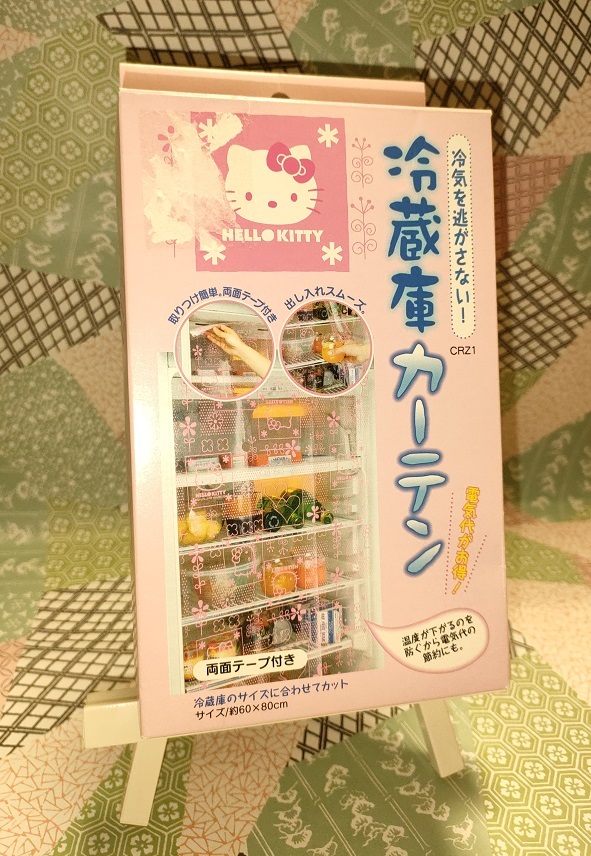 冷気を逃がさない!
冷蔵庫カーテン
CRZ1
HELLO KITTY
取りつけ簡単。両面テープ付き
出し入れスムーズ。
HELLO KITTY
電気代がお得!
温度が下がるのを
防ぐから電気代の
節約にも。
両面テープ付き
冷蔵庫のサイズに合わせてカット
サイズ/約60×80cm